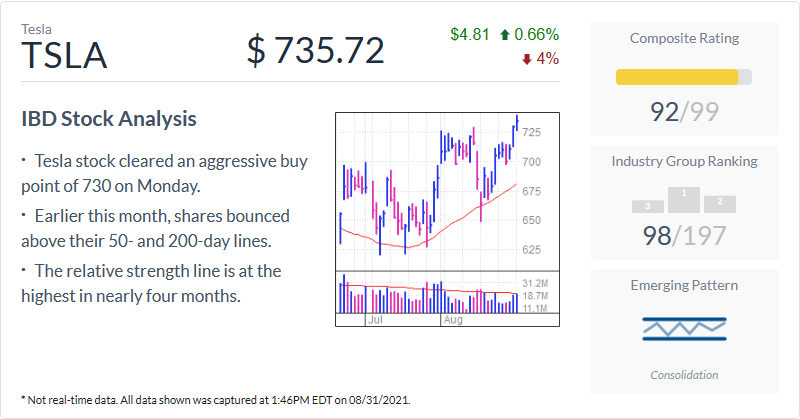 Tesla
TSLA
$ 735.72
$4.81 0.66%
4%
IBD Stock Analysis
· Tesla stock cleared an aggressive buy
point of 730 on Monday.
· Earlier this month, shares bounced
above their 50- and 200-day lines.
· The relative strength line is at the
highest in nearly four months.
725
700
675
650
625
31.2M
18.7M
11.1M
Jul Aug
Composite Rating
92/99
Industry Group Ranking
3 1 2
98/197
Emerging Pattern
Consolidation
* Not real-time data. All data shown was captured at 1:46PM EDT on 08/31/2021.